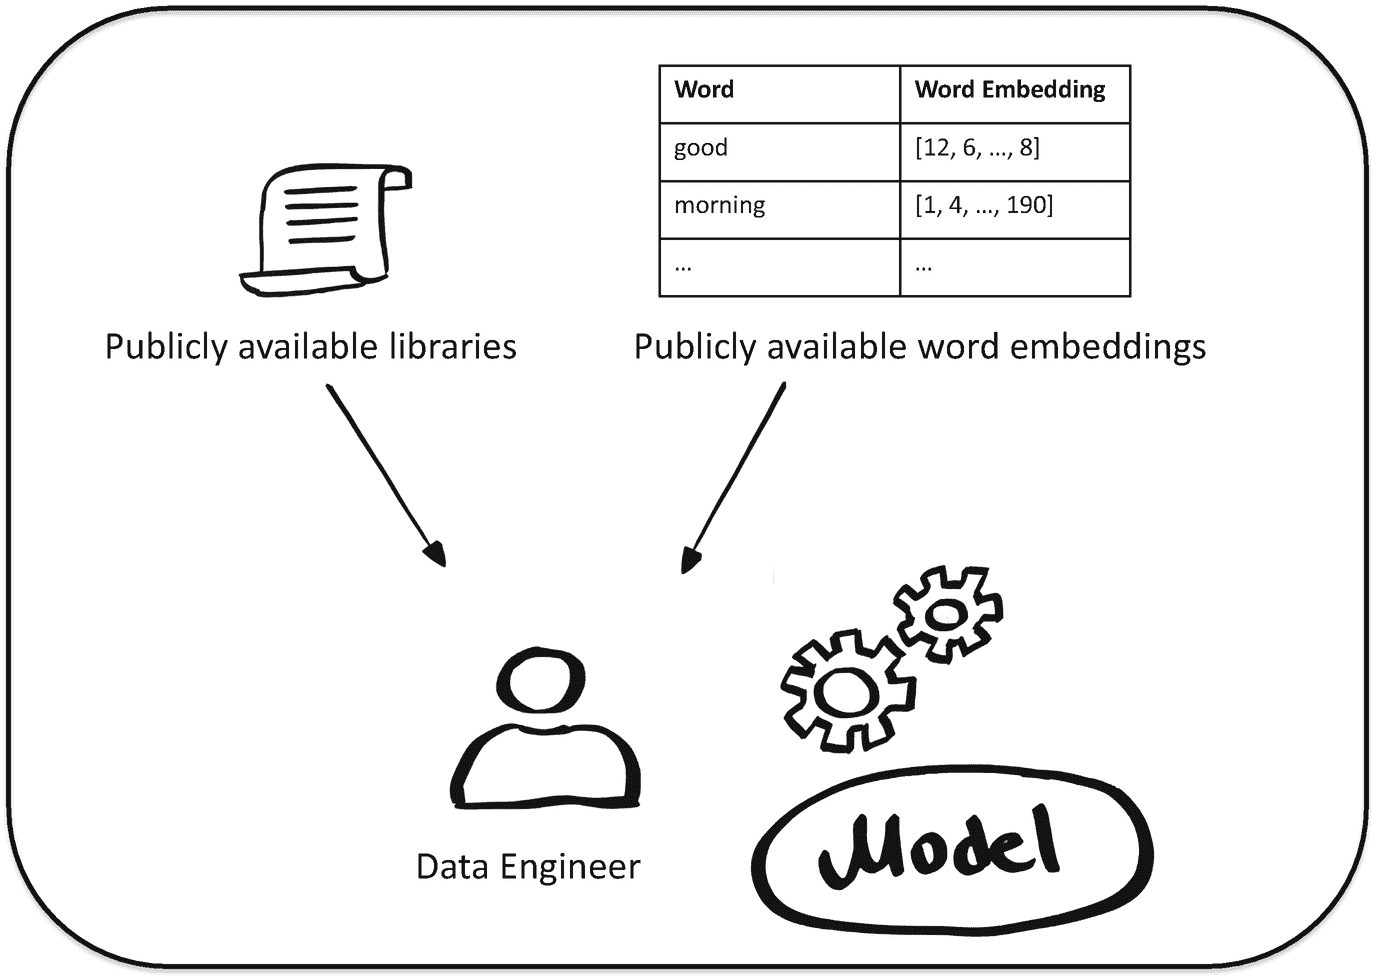 Word Word Embedding
good [12, 6, ..., 8]
morning [1, 4, ..., 190]
... ...
Publicly available libraries
Publicly available word embeddings
Data Engineer
Model